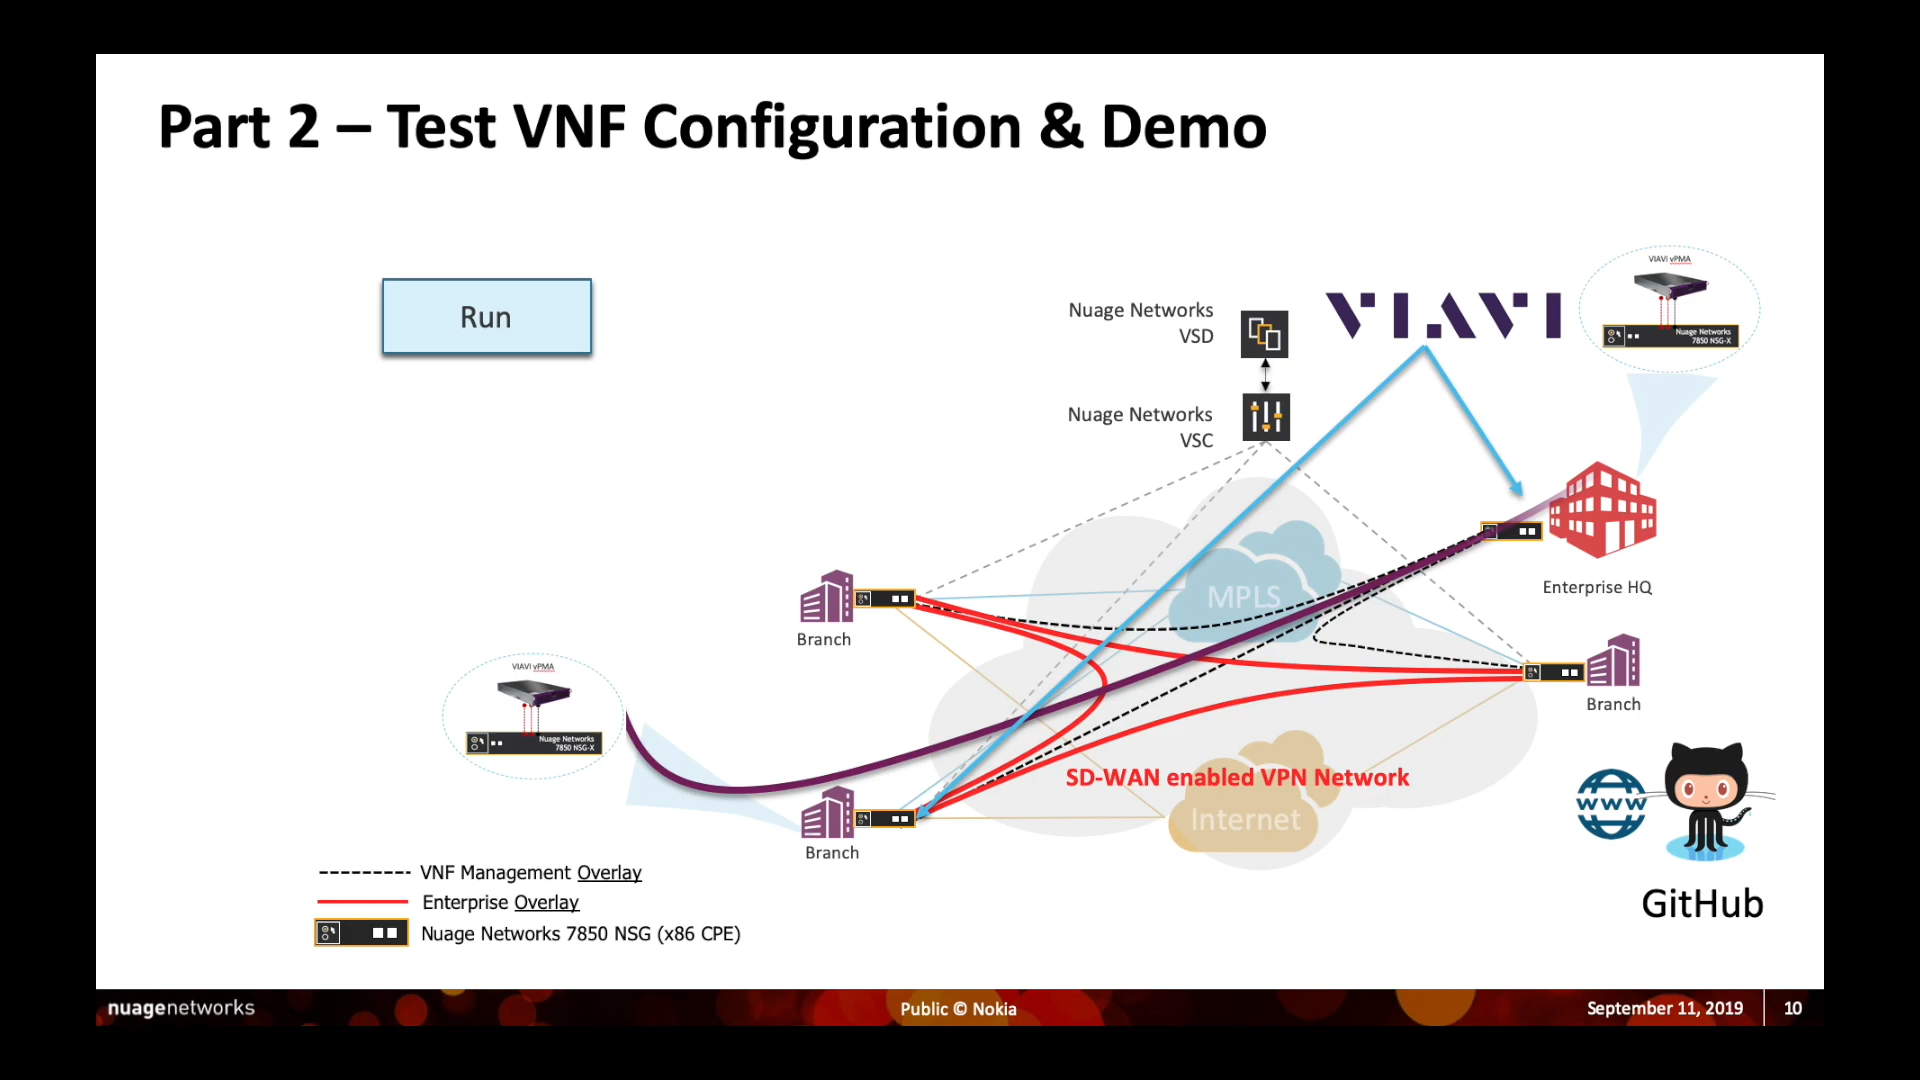 Part 2 – Test VNF Configuration & Demo
Run
Nuage Networks
VSD
VIAVI
VIAVI vPMA
Nuage Networks
7850 NSG-X
Nuage Networks
VSC
Enterprise HQ
MPLS
Branch
Branch
VIAVI vPMA
Nuage Networks
7850 NSG-X
SD-WAN enabled VPN Network
Internet
Branch
www
GitHub
VNF Management Overlay
Enterprise Overlay
Nuage Networks 7850 NSG (x86 CPE)
nuagenetworks
Public © Nokia
September 11, 2019
10